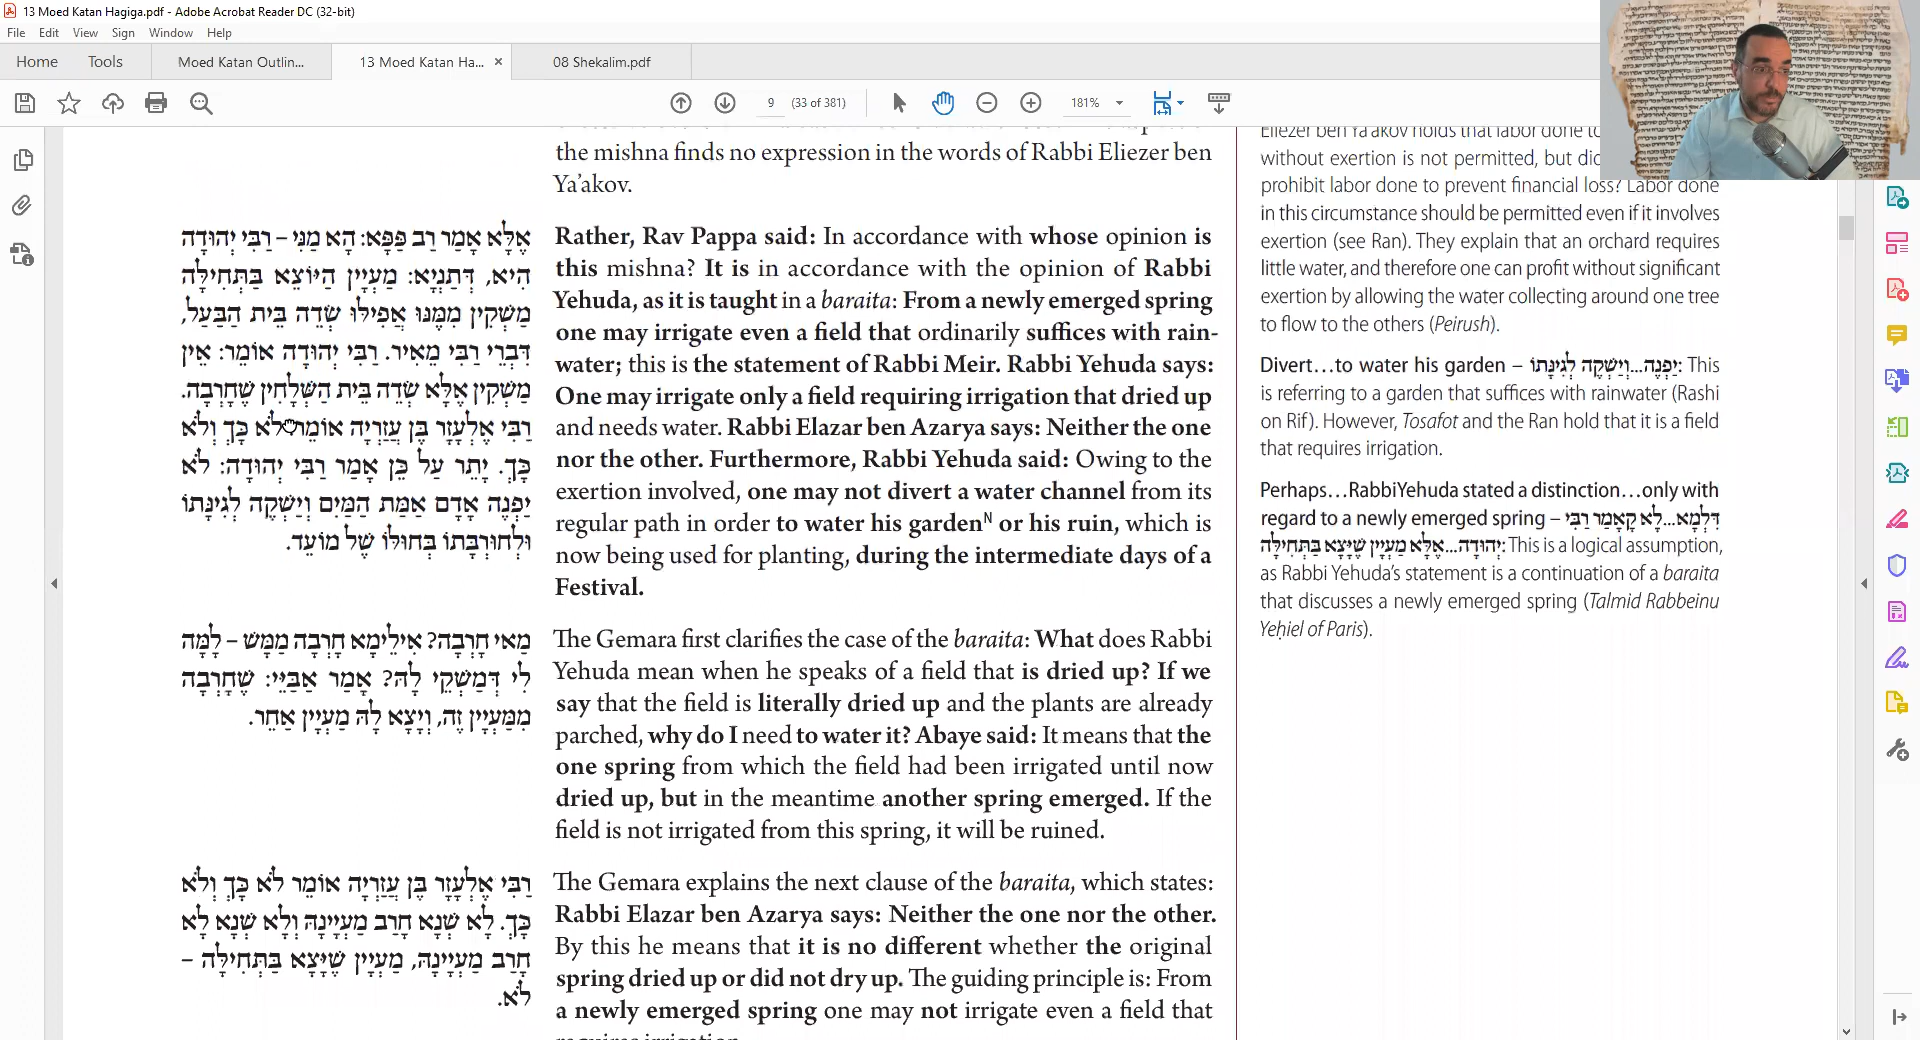 13 Moed Katan Hagiga.pdf - Adobe Acrobat Reader DC (32-bit)
File Edit View Sign Window Help
Home Tools Moed Katan Outlin... 13 Moed Katan Ha... × 08 Shekalim.pdf
9 (33 of 381) 181%
the mishna finds no expression in the words of Rabbi Eliezer ben
Ya’akov.
אֶלָּא אָמַר רַב פַּפָּא: הָא מַנִּי – רַבִּי יְהוּדָה
הִיא, דְּתַנְיָא: מַעְיָין הַיּוֹצֵא בַּתְּחִילָּה
מַשְׁקִין מִמֶּנּוּ אֲפִילּוּ שְׂדֵה בֵּית הַבַּעַל,
דִּבְרֵי רַבִּי מֵאִיר. רַבִּי יְהוּדָה אוֹמֵר: אֵין
מַשְׁקִין אֶלָּא שְׂדֵה בֵּית הַשְּׁלָחִין שֶׁחָרְבָה.
רַבִּי אֶלְעָזָר בֶּן עֲזַרְיָה אוֹמֵר לֹא כָּךְ וְלֹא
כָּךְ. יָתֵר עַל כֵּן אָמַר רַבִּי יְהוּדָה: לֹא
יִפְנֶה אָדָם אַמַּת הַמַּיִם וְיַשְׁקֶה לְגִינָּתוֹ
וּלְחוּרְבָּתוֹ בְּחוּלּוֹ שֶׁל מוֹעֵד.
Rather, Rav Pappa said: In accordance with whose opinion is
this mishna? It is in accordance with the opinion of Rabbi
Yehuda, as it is taught in a baraita: From a newly emerged spring
one may irrigate even a field that ordinarily suffices with rain-
water; this is the statement of Rabbi Meir. Rabbi Yehuda says:
One may irrigate only a field requiring irrigation that dried up
and needs water. Rabbi Elazar ben Azarya says: Neither the one
nor the other. Furthermore, Rabbi Yehuda said: Owing to the
exertion involved, one may not divert a water channel from its
regular path in order to water his gardenᴺ or his ruin, which is
now being used for planting, during the intermediate days of a
Festival.
מַאי חָרְבָה? אִילֵימָא חָרְבָה מַמָּשׁ – לָמָּה
לִי דְּמַשְׁקֵי לָהּ? אָמַר אַבַּיֵי: שֶׁחָרְבָה
מִמַּעְיָין זֶה, וְיָצָא לָהּ מַעְיָין אַחֵר.
The Gemara first clarifies the case of the baraita: What does Rabbi
Yehuda mean when he speaks of a field that is dried up? If we
say that the field is literally dried up and the plants are already
parched, why do I need to water it? Abaye said: It means that the
one spring from which the field had been irrigated until now
dried up, but in the meantime another spring emerged. If the
field is not irrigated from this spring, it will be ruined.
רַבִּי אֶלְעָזָר בֶּן עֲזַרְיָה אוֹמֵר לֹא כָּךְ וְלֹא
כָּךְ. לָא שְׁנָא חָרַב מַעְיָינָהּ וְלָא שְׁנָא לָא
חָרַב מַעְיָינָהּ, מַעְיָין שֶׁיָּצָא בַּתְּחִילָּה –
לֹא.
The Gemara explains the next clause of the baraita, which states:
Rabbi Elazar ben Azarya says: Neither the one nor the other.
By this he means that it is no different whether the original
spring dried up or did not dry up. The guiding principle is: From
a newly emerged spring one may not irrigate even a field that
Eliezer ben Ya’akov holds that labor done to
without exertion is not permitted, but did
prohibit labor done to prevent financial loss? Labor done
in this circumstance should be permitted even if it involves
exertion (see Ran). They explain that an orchard requires
little water, and therefore one can profit without significant
exertion by allowing the water collecting around one tree
to flow to the others (Peirush).
Divert…to water his garden – יִפְנֶה…וְיַשְׁקֶה לְגִינָּתוֹ: This
is referring to a garden that suffices with rainwater (Rashi
on Rif). However, Tosafot and the Ran hold that it is a field
that requires irrigation.
Perhaps…RabbiYehuda stated a distinction…only with
regard to a newly emerged spring – דִּלְמָא…לָא קָאָמַר רַבִּי
יְהוּדָה…אֶלָּא מַעְיָין שֶׁיָּצָא בַּתְּחִילָּה: This is a logical assumption,
as Rabbi Yehuda’s statement is a continuation of a baraita
that discusses a newly emerged spring (Talmid Rabbeinu
Yeḥiel of Paris).